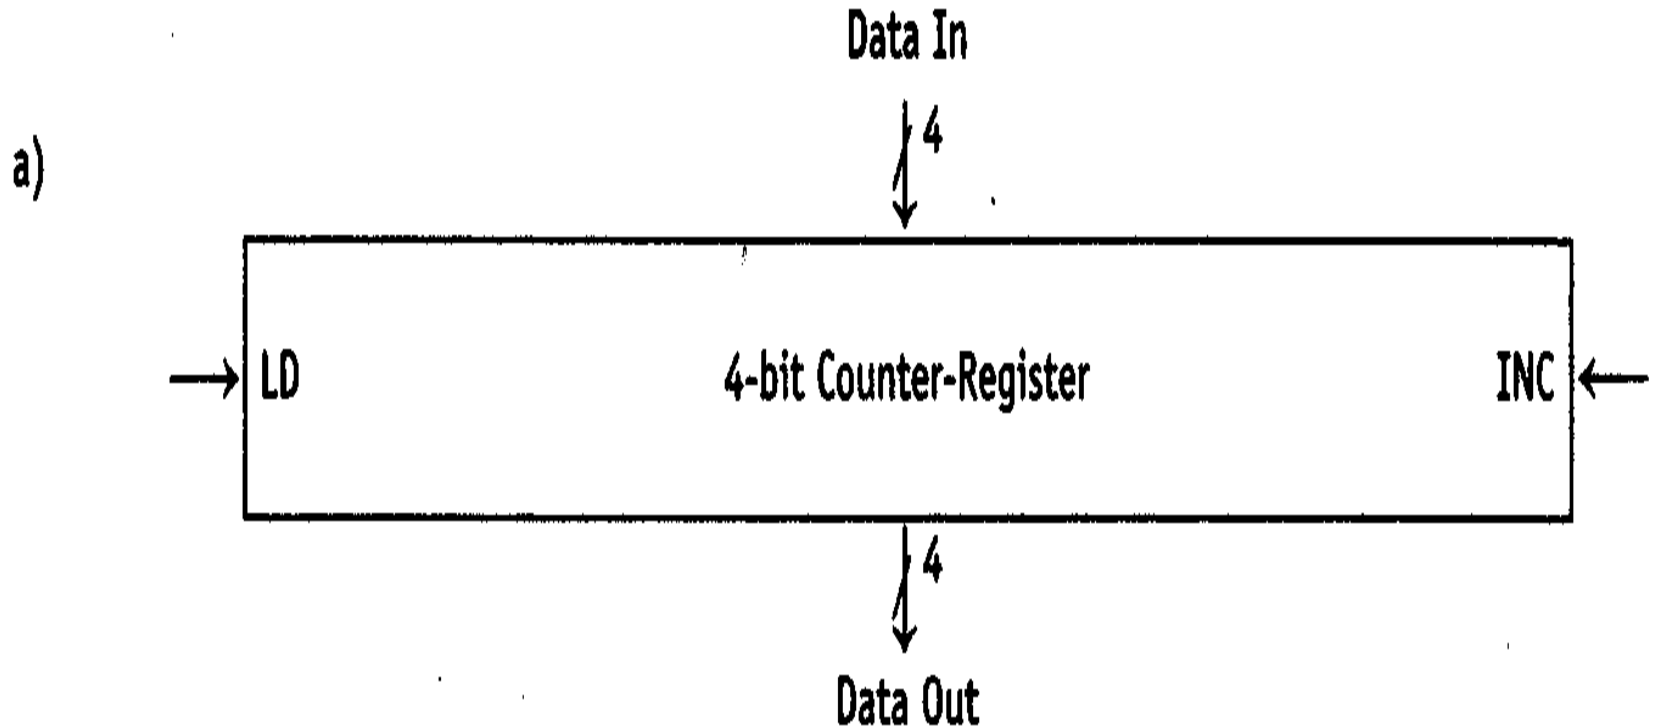 Data In
4
a)
LD 4-bit Counter-Register INC
4
Data Out